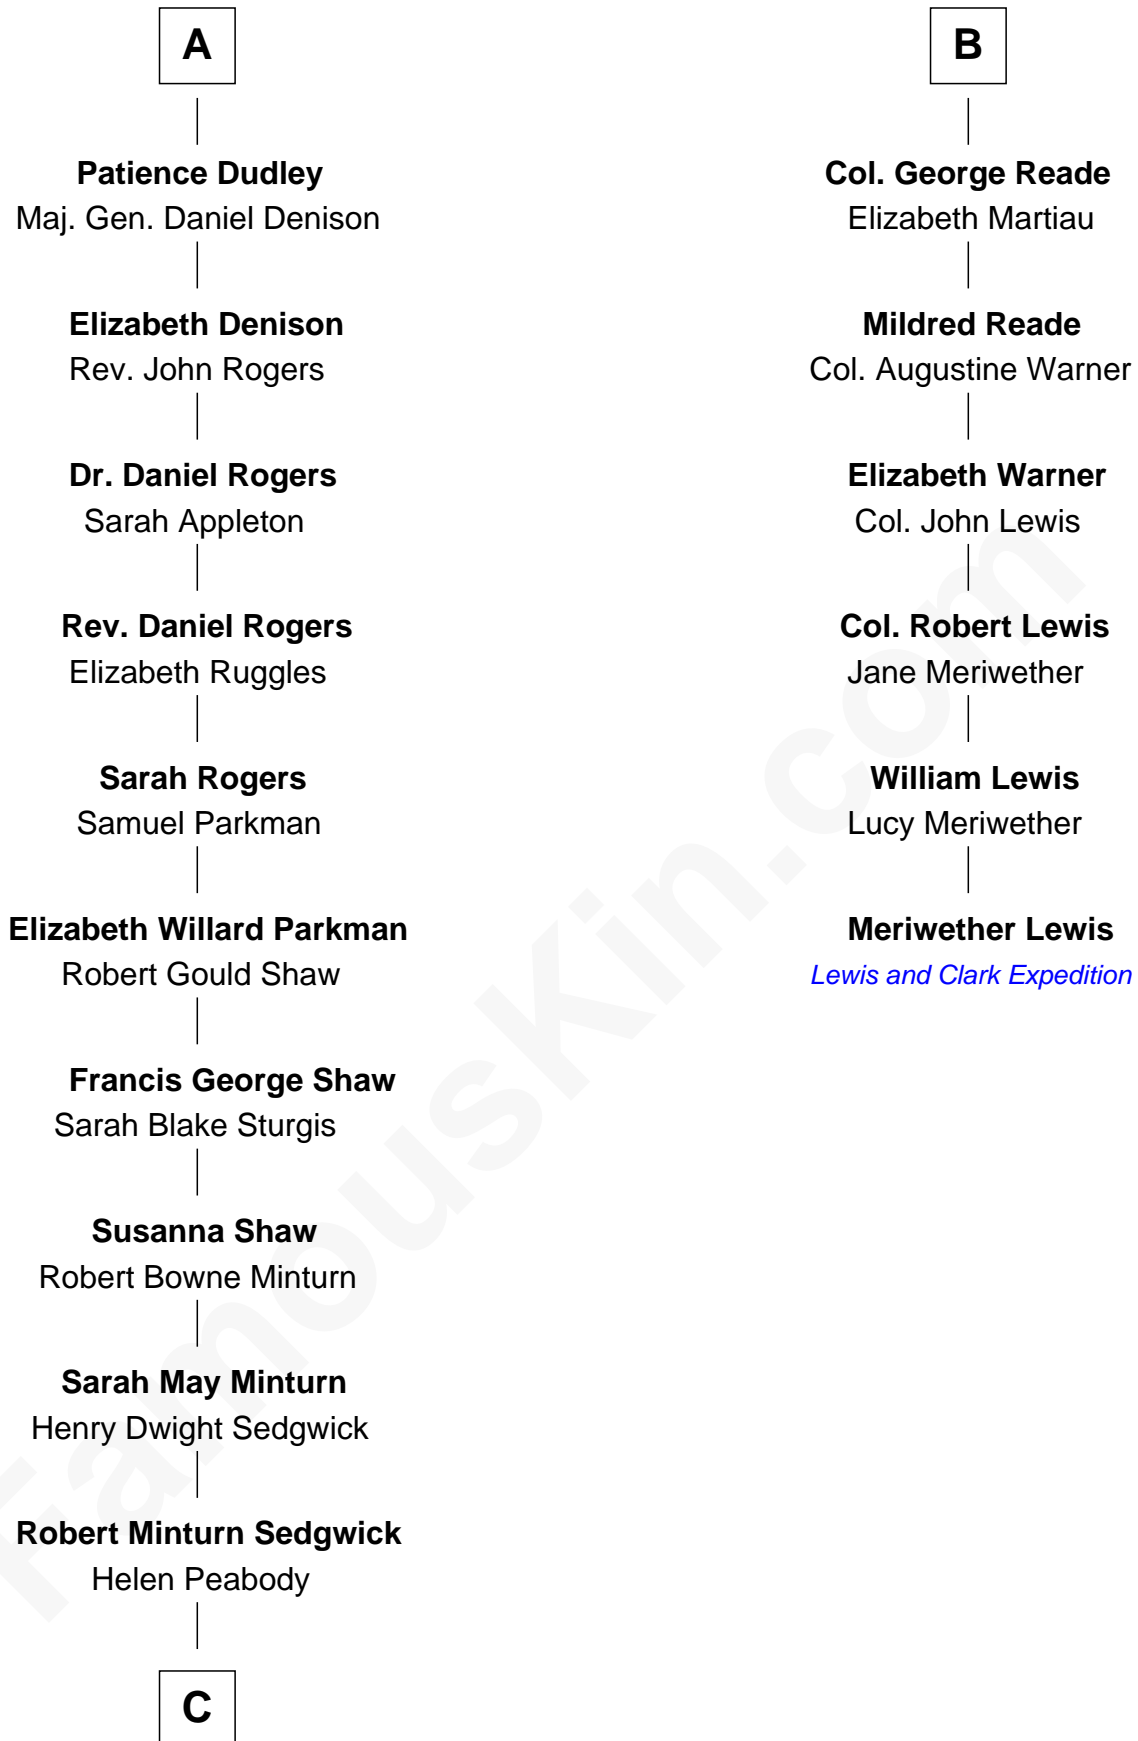 A
Patience Dudley
Maj. Gen. Daniel Denison
Elizabeth Denison
Rev. John Rogers
Dr. Daniel Rogers
Sarah Appleton
Rev. Daniel Rogers
Elizabeth Ruggles
Sarah Rogers
Samuel Parkman
Elizabeth Willard Parkman
Robert Gould Shaw
Francis George Shaw
Sarah Blake Sturgis
Susanna Shaw
Robert Bowne Minturn
Sarah May Minturn
Henry Dwight Sedgwick
Robert Minturn Sedgwick
Helen Peabody
C
B
Col. George Reade
Elizabeth Martiau
Mildred Reade
Col. Augustine Warner
Elizabeth Warner
Col. John Lewis
Col. Robert Lewis
Jane Meriwether
William Lewis
Lucy Meriwether
Meriwether Lewis
Lewis and Clark Expedition
FamousKin.com